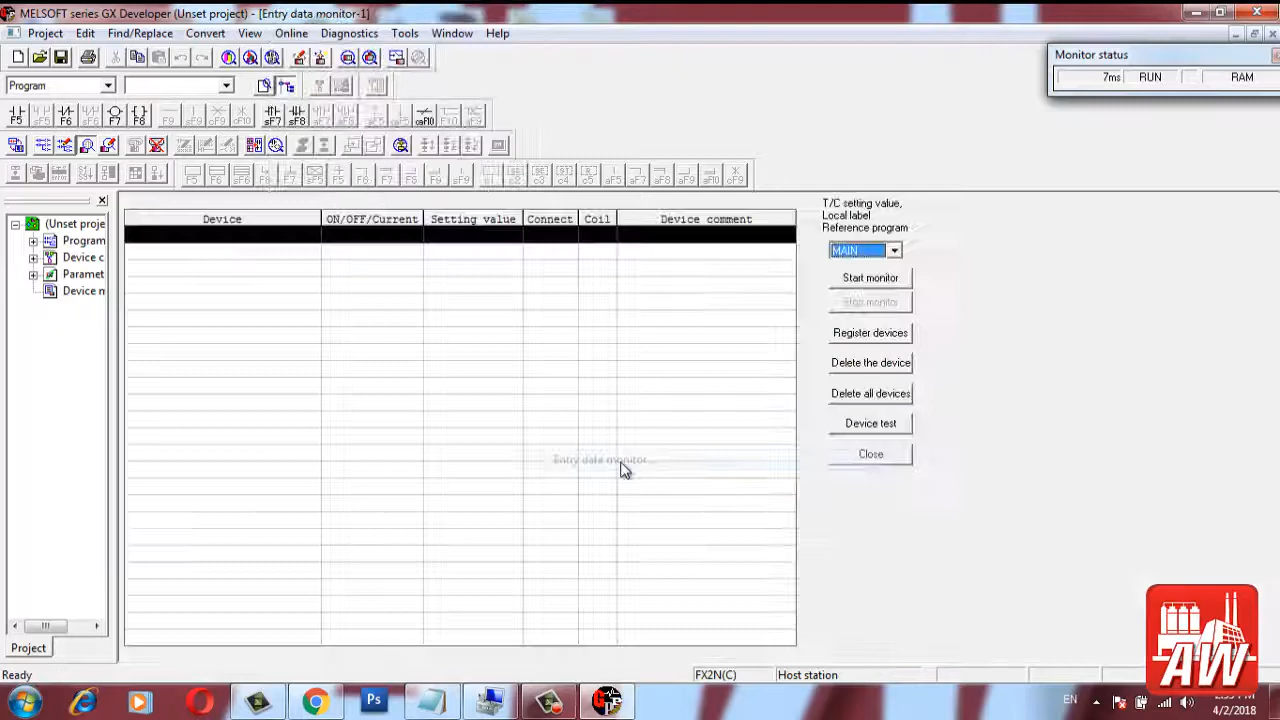 MELSOFT series GX Developer (Unset project) - [Entry data monitor-1]
Project Edit Find/Replace Convert View Online Diagnostics Tools Window Help
Monitor status
7ms RUN RAM
Program
Device ON/OFF/Current Setting value Connect Coil Device comment
T/C setting value,
Local label
Reference program
MAIN
Start monitor
Stop monitor
Register devices
Delete the device
Delete all devices
Device test
Close
(Unset proje
Program
Device c
Paramet
Device m
Entry data monitor...
Project
Ready FX2N(C) Host station
EN
4/2/2018
Ps
AW